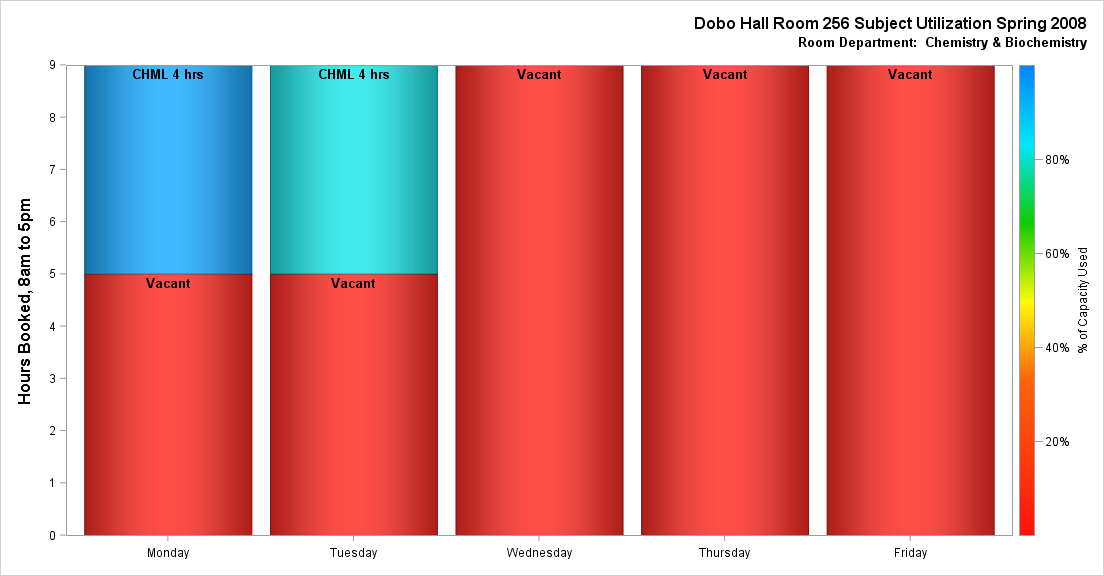 Dobo Hall Room 256 Subject Utilization Spring 2008
Room Department:  Chemistry & Biochemistry
Hours Booked, 8am to 5pm
9
8
7
6
5
4
3
2
1
0
CHML 4 hrs
CHML 4 hrs
Vacant
Vacant
Vacant
Vacant
Vacant
Monday
Tuesday
Wednesday
Thursday
Friday
80%
60%
40%
20%
% of Capacity Used